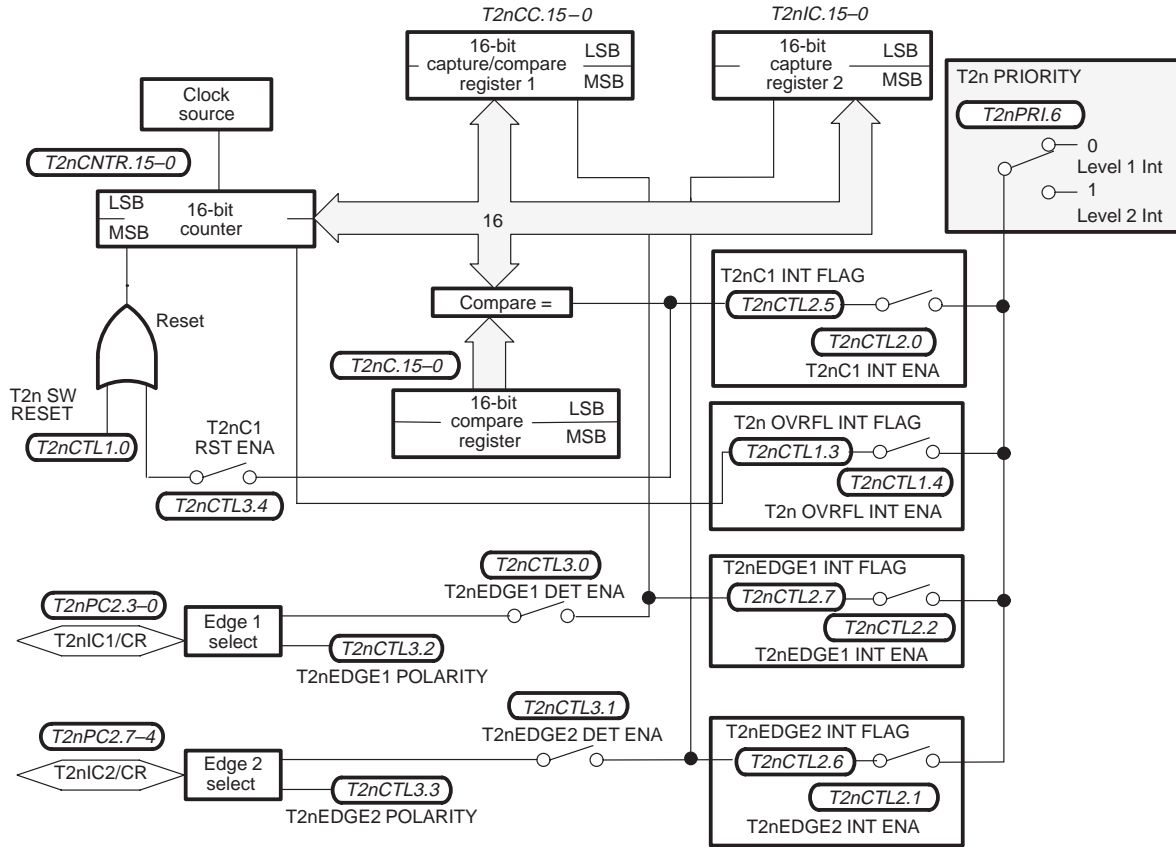 T2nCC.15–0
T2nIC.15–0
16-bit
capture/compare
register 1
LSB
MSB
16-bit
capture
register 2
LSB
MSB
T2n PRIORITY
T2nPRI.6
0
Level 1 Int
1
Level 2 Int
Clock
source
T2nCNTR.15–0
LSB
MSB
16-bit
counter
16
Compare =
T2nC1 INT FLAG
T2nCTL2.5
T2nCTL2.0
T2nC1 INT ENA
Reset
T2nC.15–0
16-bit
compare
register
LSB
MSB
T2n SW
RESET
T2nCTL1.0
T2nC1
RST ENA
T2nCTL3.4
T2n OVRFL INT FLAG
T2nCTL1.3
T2nCTL1.4
T2n OVRFL INT ENA
T2nCTL3.0
T2nEDGE1 DET ENA
T2nEDGE1 INT FLAG
T2nCTL2.7
T2nCTL2.2
T2nEDGE1 INT ENA
T2nPC2.3–0
T2nIC1/CR
Edge 1
select
T2nCTL3.2
T2nEDGE1 POLARITY
T2nCTL3.1
T2nEDGE2 DET ENA
T2nEDGE2 INT FLAG
T2nCTL2.6
T2nCTL2.1
T2nEDGE2 INT ENA
T2nPC2.7–4
T2nIC2/CR
Edge 2
select
T2nCTL3.3
T2nEDGE2 POLARITY